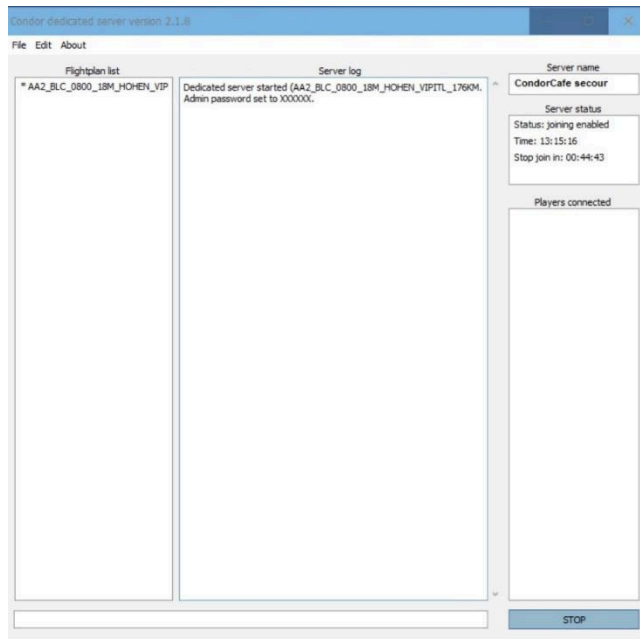 Condor dedicated server version 2.1.8
File Edit About
Flightplan list
* AA2_BLC_0800_18M_HOHEN_VIP
Server log
Dedicated server started (AA2_BLC_0800_18M_HOHEN_VIPITL_176KM.
Admin password set to XXXXXX.
Server name
CondorCafe secour
Server status
Status: joining enabled
Time: 13:15:16
Stop join in: 00:44:43
Players connected
STOP